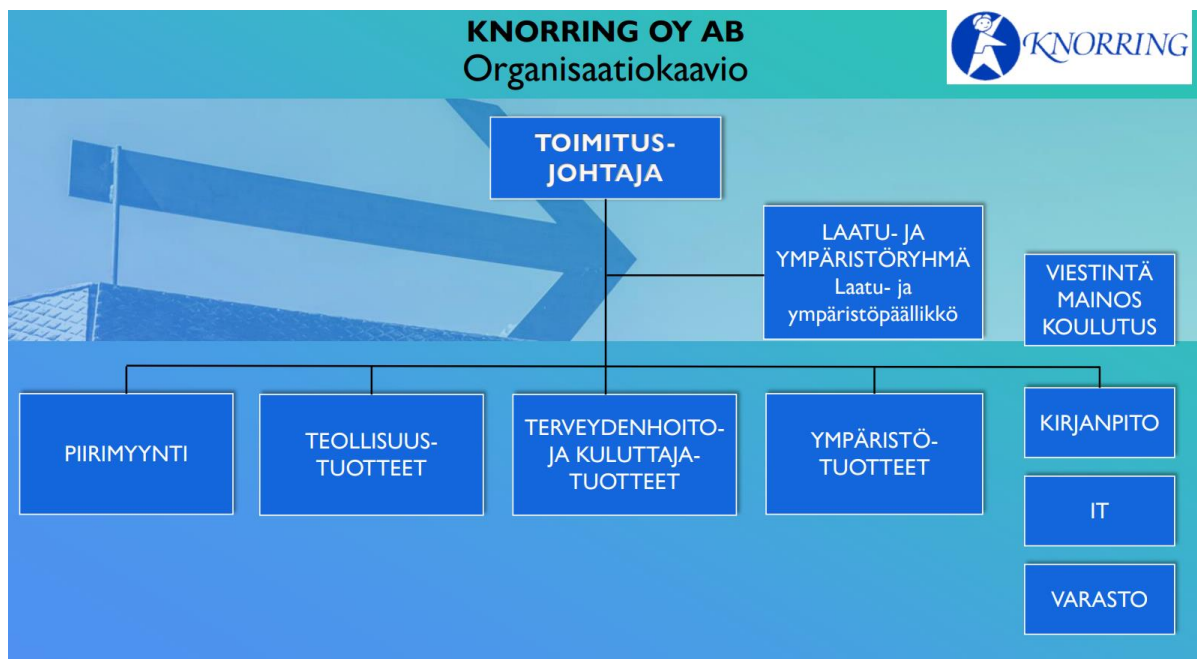 KNORRING OY AB
Organisaatiokaavio
KNORRING
TOIMITUS-
JOHTAJA
LAATU- JA
YMPÄRISTÖRYHMÄ
Laatu- ja
ympäristöpäällikkö
VIESTINTÄ
MAINOS
KOULUTUS
PIIRIMYYNTI
TEOLLISUUS-
TUOTTEET
TERVEYDENHOITO-
JA KULUTTAJA-
TUOTTEET
YMPÄRISTÖ-
TUOTTEET
KIRJANPITO
IT
VARASTO